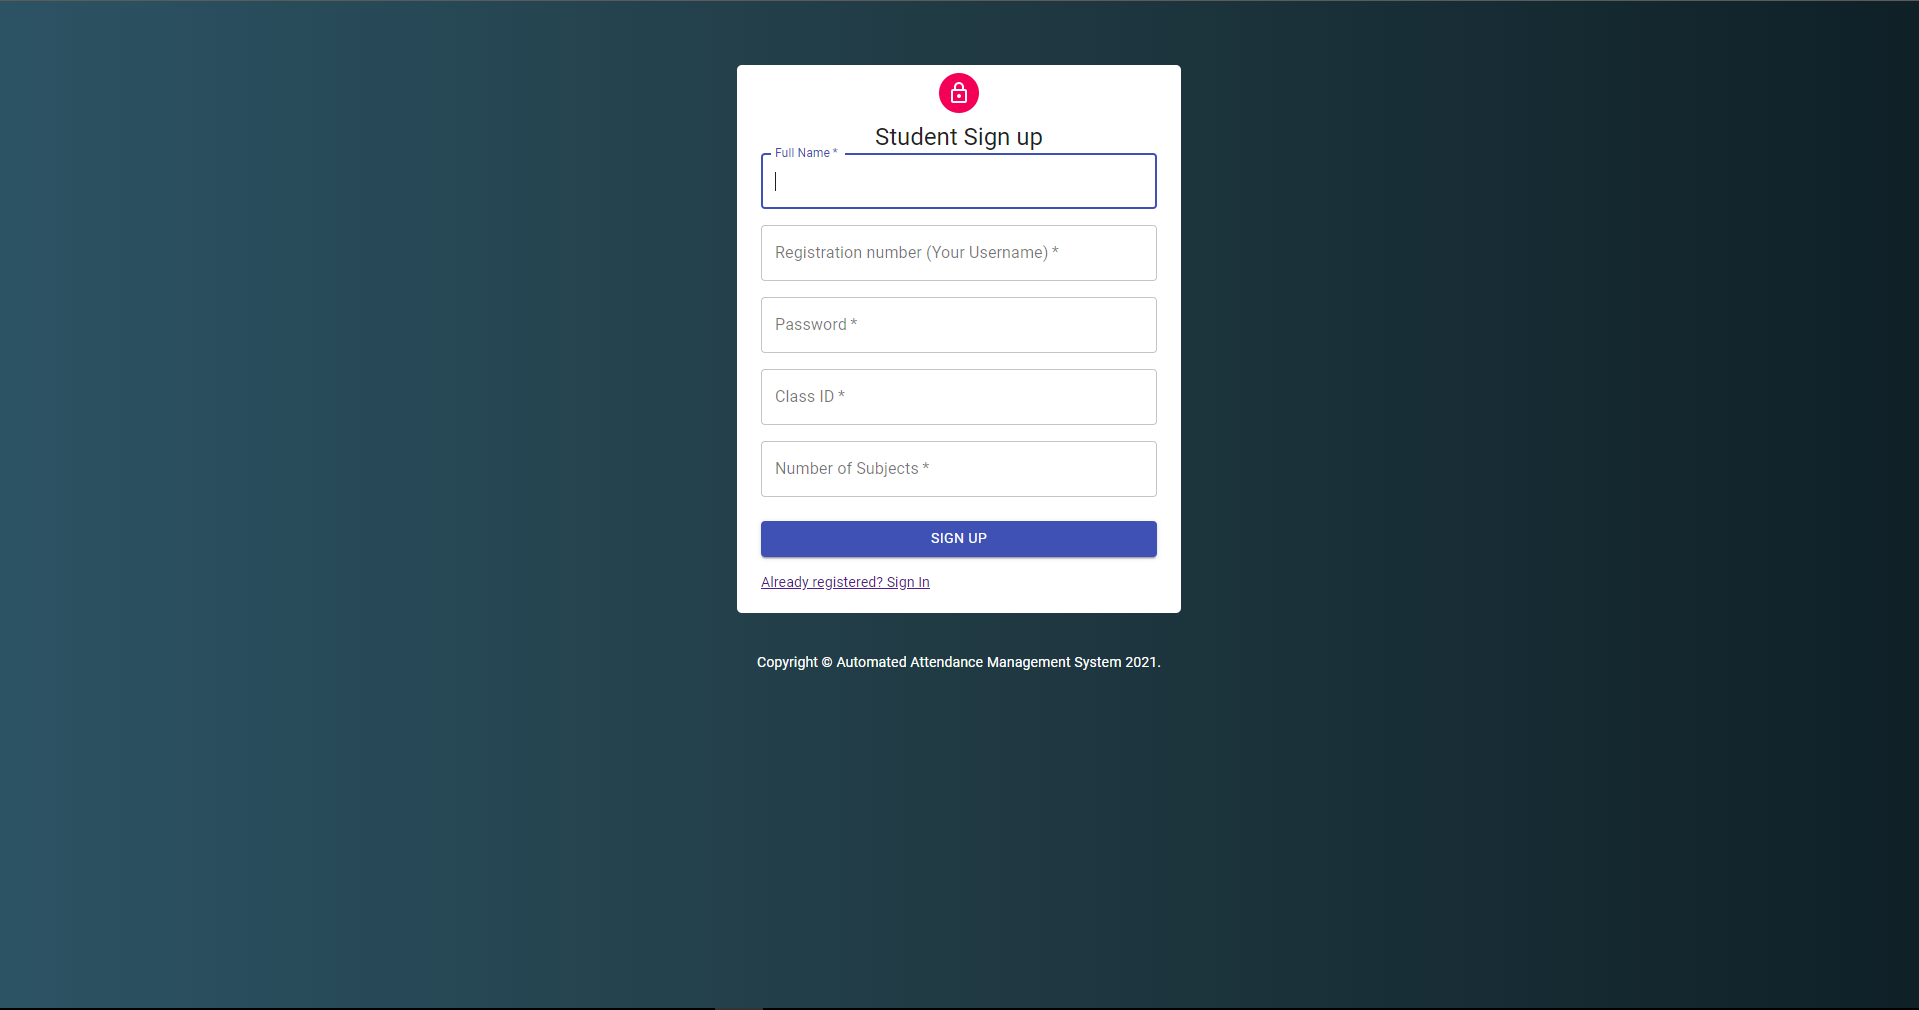 Student Sign up
Full Name *
Registration number (Your Username) *
Password *
Class ID *
Number of Subjects *
SIGN UP
Already registered? Sign In
Copyright © Automated Attendance Management System 2021.